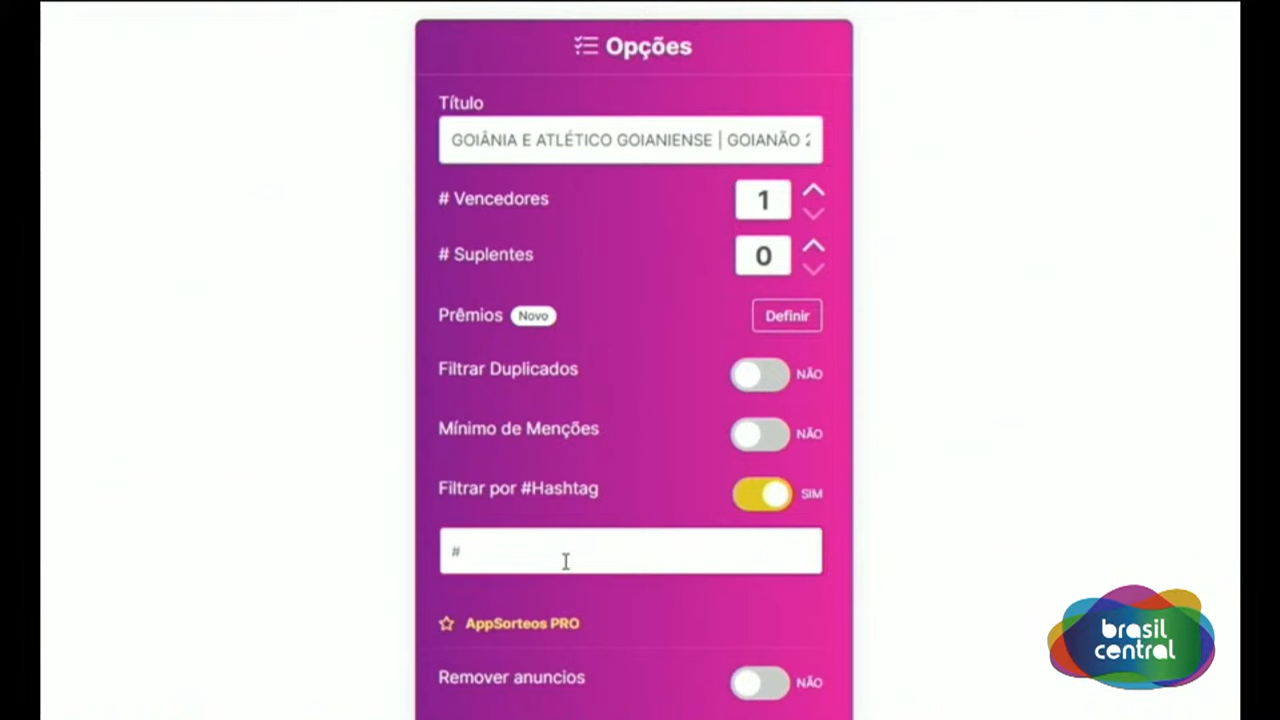 Opções
Título
GOIÂNIA E ATLÉTICO GOIANIENSE | GOIANÃO 2
# Vencedores
1
# Suplentes
0
Prêmios Novo
Definir
Filtrar Duplicados
NÃO
Mínimo de Menções
NÃO
Filtrar por #Hashtag
SIM
#
AppSorteos PRO
Remover anuncios
NÃO
brasil
central